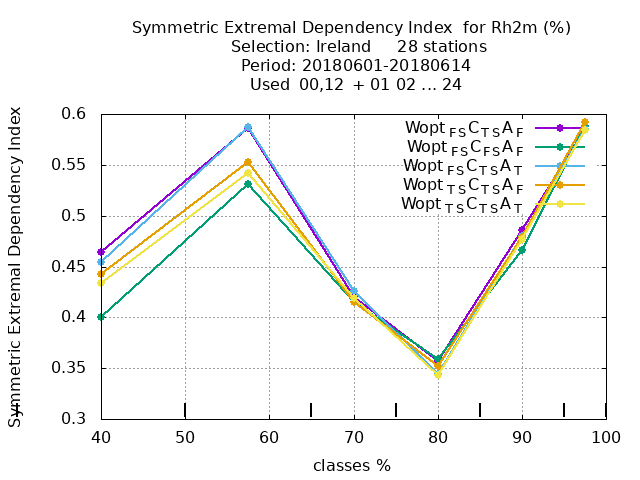 Symmetric Extremal Dependency Index  for Rh2m (%)
Selection: Ireland     28 stations
Period: 20180601-20180614
Used  00,12  + 01 02 ... 24
Symmetric Extremal Dependency Index
0.6
0.55
0.5
0.45
0.4
0.35
0.3
Wopt FS C TS A F
Wopt FS C FS A F
Wopt FS C TS A T
Wopt TS C TS A F
Wopt TS C TS A T
40 50 60 70 80 90 100
classes %